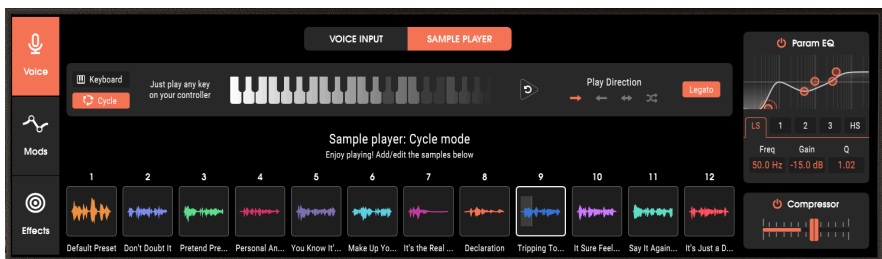 Voice
Mods
Effects
VOICE INPUT
SAMPLE PLAYER
Keyboard
Cycle
Just play any key
on your controller
Play Direction
Legato
Sample player: Cycle mode
Enjoy playing! Add/edit the samples below
1 2 3 4 5 6 7 8 9 10 11 12
Default Preset Don't Doubt It Pretend Pre... Personal An... You Know It'... Make Up Yo... It's the Real ... Declaration Tripping To... It Sure Feel... Say It Again... It's Just a D...
Param EQ
LS 1 2 3 HS
Freq Gain Q
50.0 Hz -15.0 dB 1.02
Compressor